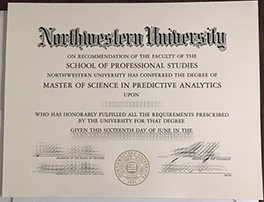 Northwestern University
ON RECOMMENDATION OF THE FACULTY OF THE
SCHOOL OF PROFESSIONAL STUDIES
NORTHWESTERN UNIVERSITY HAS CONFERRED THE DEGREE OF
MASTER OF SCIENCE IN PREDICTIVE ANALYTICS
UPON
WHO HAS HONORABLY FULFILLED ALL THE REQUIREMENTS PRESCRIBED
BY THE UNIVERSITY FOR THAT DEGREE
GIVEN THIS SIXTEENTH DAY OF JUNE IN THE